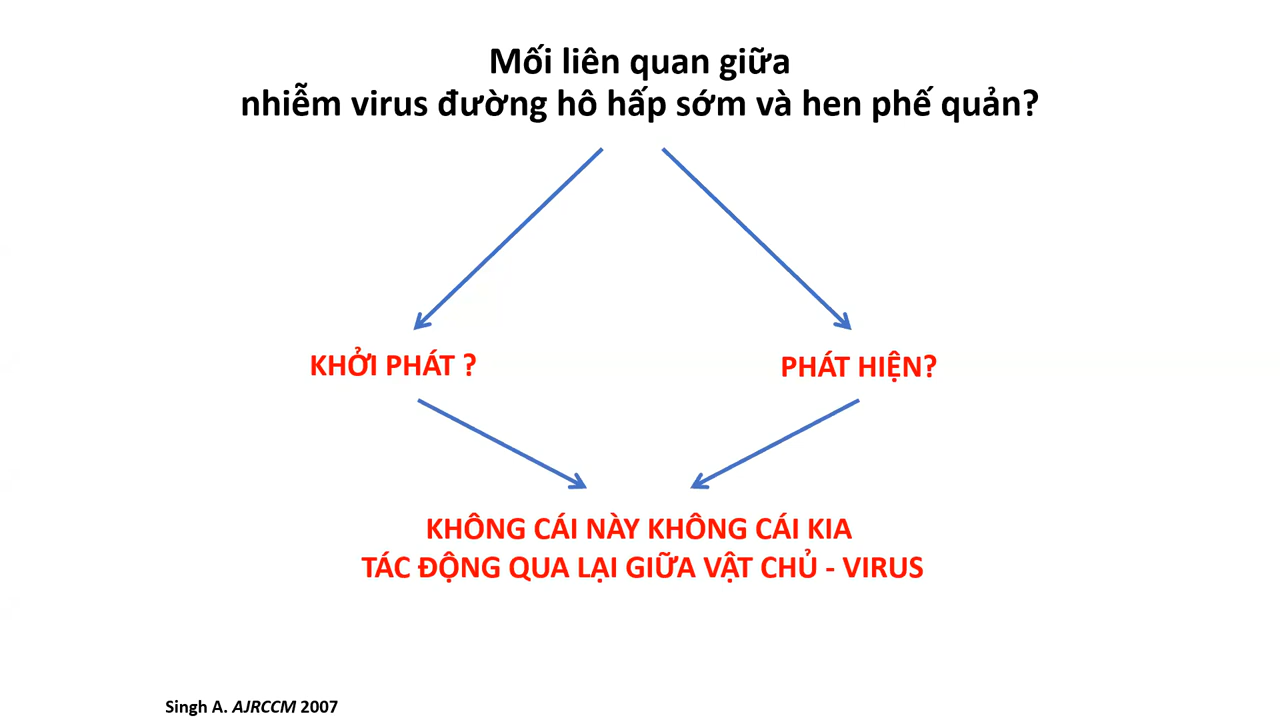 Mối liên quan giữa
nhiễm virus đường hô hấp sớm và hen phế quản?
KHỞI PHÁT ?
PHÁT HIỆN?
KHÔNG CÁI NÀY KHÔNG CÁI KIA
TÁC ĐỘNG QUA LẠI GIỮA VẬT CHỦ - VIRUS
Singh A. AJRCCM 2007